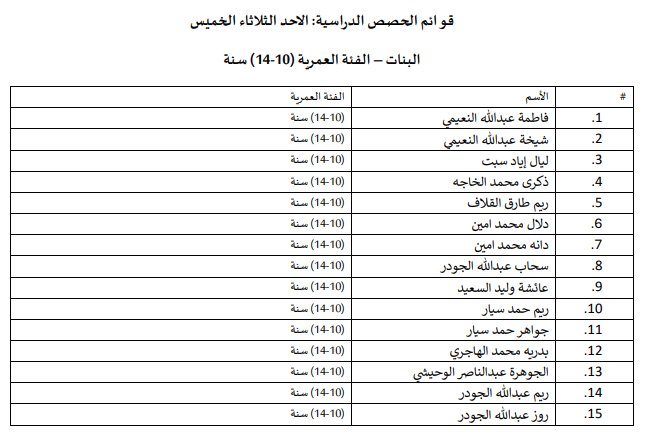 قوائم الحصص الدراسية: الاحد الثلاثاء الخميس
البنات – الفئة العمرية (10-14) سنة
# الأسم الفئة العمرية
1. فاطمة عبدالله النعيمي (10-14) سنة
2. شيخة عبدالله النعيمي (10-14) سنة
3. ليال إياد سبت (10-14) سنة
4. ذكرى محمد الخاجه (10-14) سنة
5. ريم طارق القلاف (10-14) سنة
6. دلال محمد امين (10-14) سنة
7. دانه محمد امين (10-14) سنة
8. سحاب عبدالله الجودر (10-14) سنة
9. عائشة وليد السعيد (10-14) سنة
10. ريم حمد سيار (10-14) سنة
11. جواهر حمد سيار (10-14) سنة
12. بدريه محمد الهاجري (10-14) سنة
13. الجوهرة عبدالناصر الوحيشي (10-14) سنة
14. ريم عبدالله الجودر (10-14) سنة
15. روز عبدالله الجودر (10-14) سنة